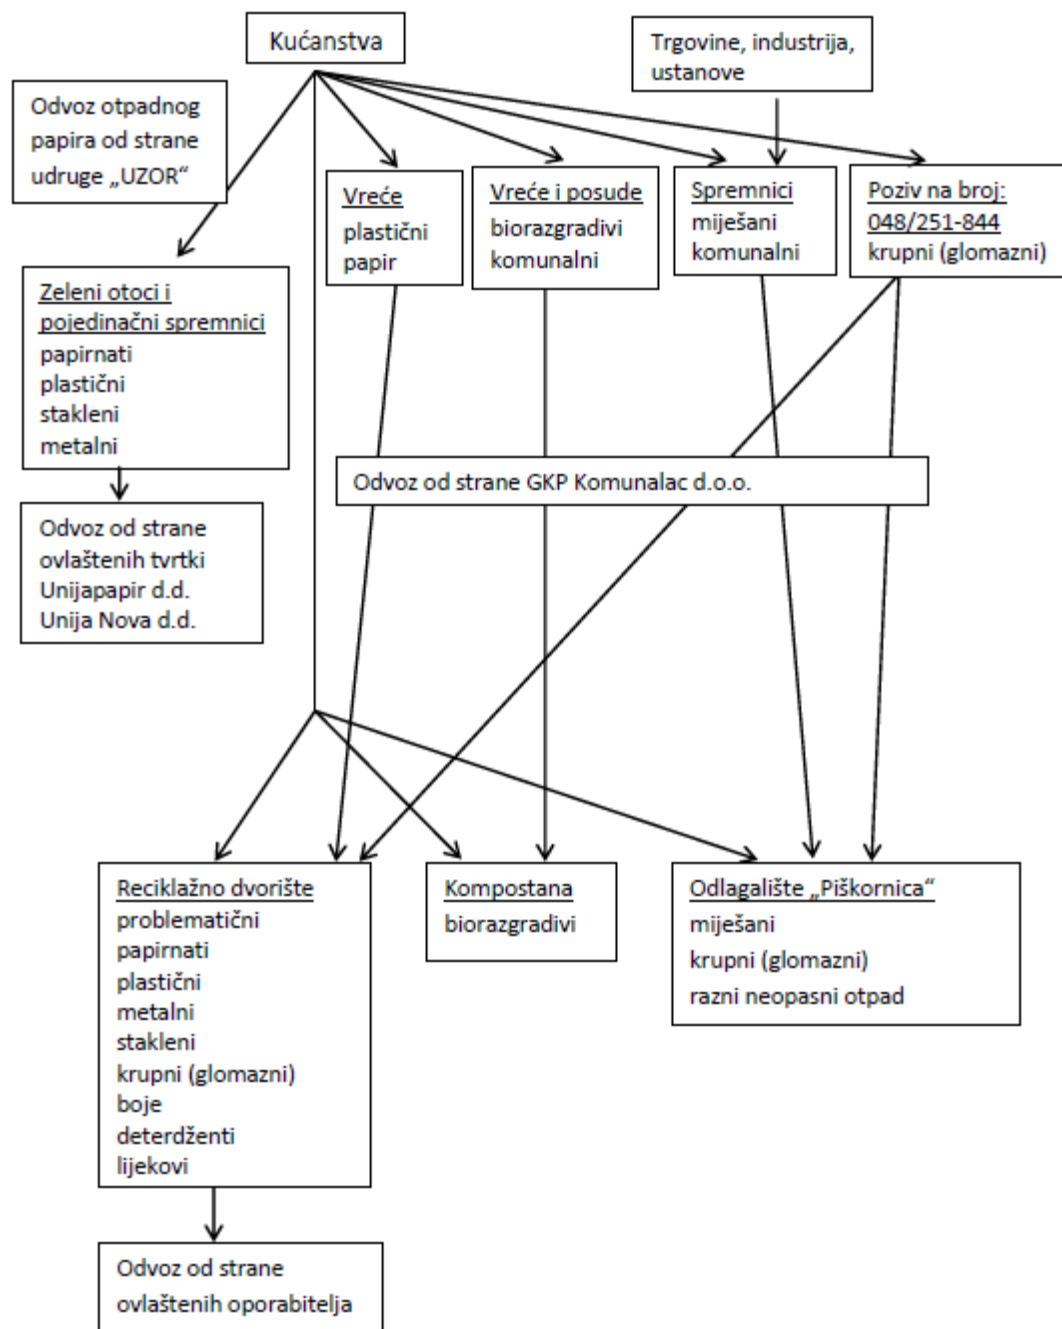 Kućanstva
Trgovine, industrija,
ustanove
Odvoz otpadnog
papira od strane
udruge „UZOR“
Vreće
plastični
papir
Vreće i posude
biorazgradivi
komunalni
Spremnici
miješani
komunalni
Poziv na broj:
048/251-844
krupni (glomazni)
Zeleni otoci i
pojedinačni spremnici
papirnati
plastični
stakleni
metalni
Odvoz od strane GKP Komunalac d.o.o.
Odvoz od strane
ovlaštenih tvrtki
Unijapapir d.d.
Unija Nova d.d.
Reciklažno dvorište
problematični
papirnati
plastični
metalni
stakleni
krupni (glomazni)
boje
deterdženti
lijekovi
Kompostana
biorazgradivi
Odlagalište „Piškornica“
miješani
krupni (glomazni)
razni neopasni otpad
Odvoz od strane
ovlaštenih oporabitelja